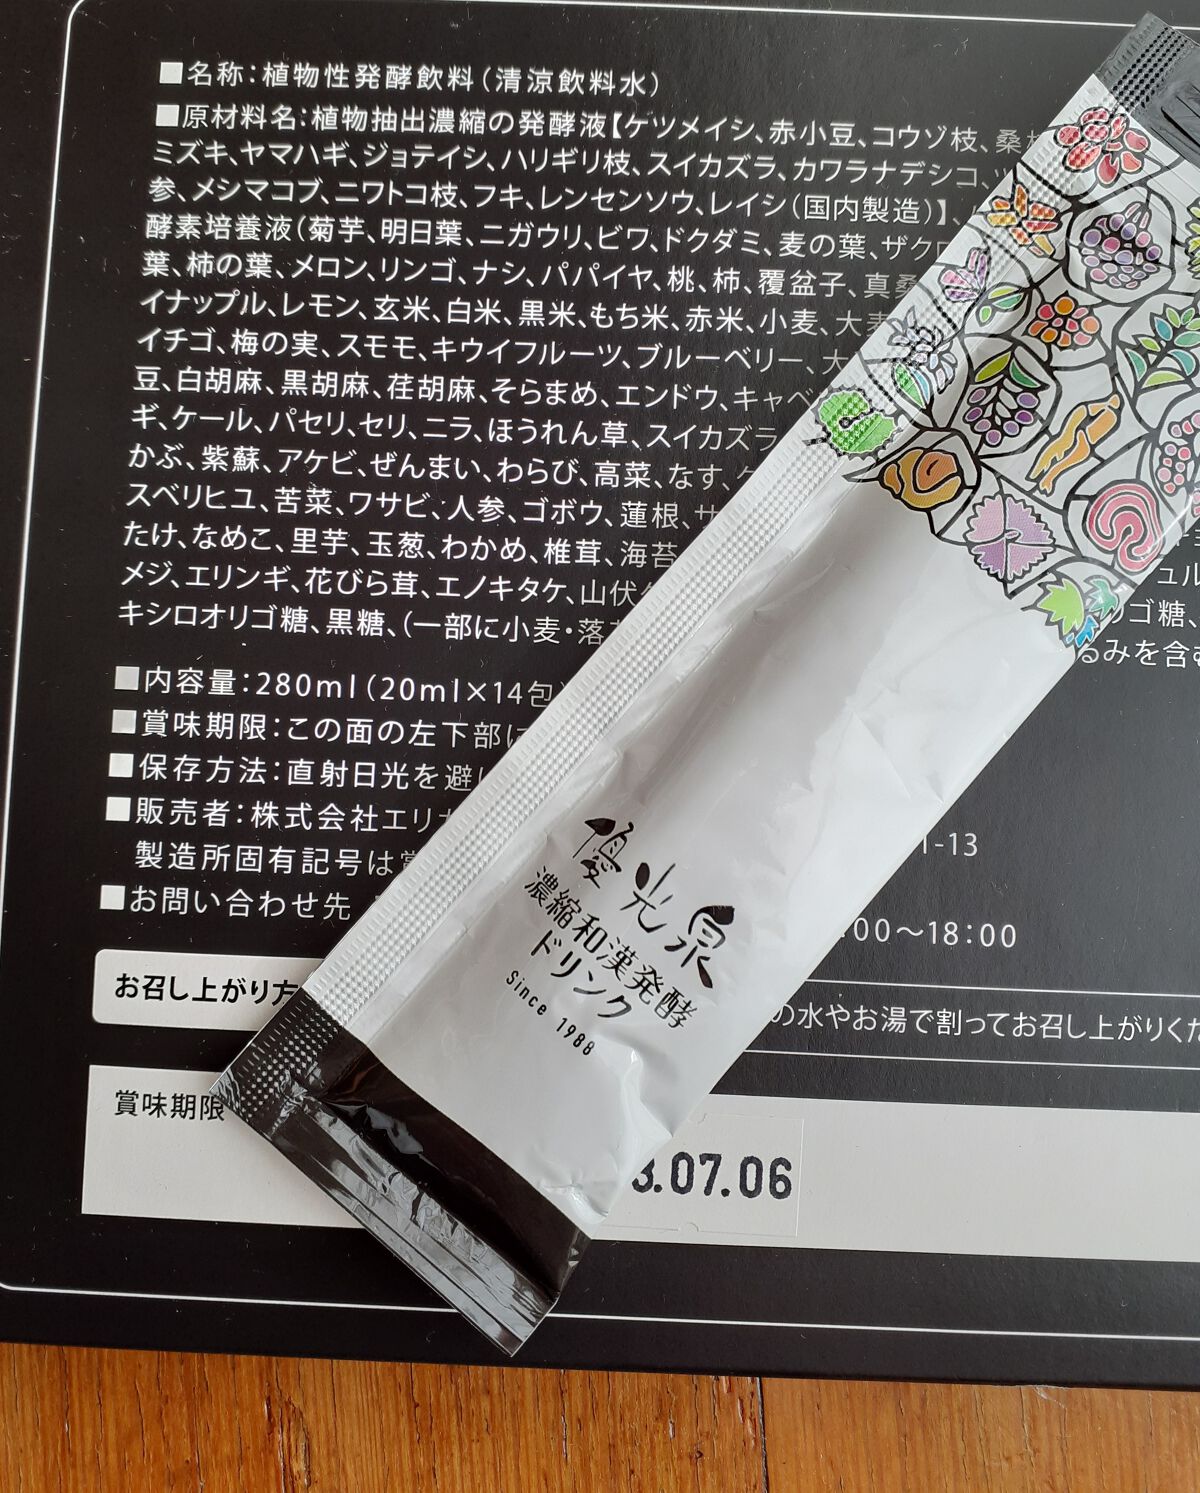 ■名称：植物性発酵飲料（清涼飲料水）
■原材料名：植物抽出濃縮の発酵液【ケツメイシ、赤小豆、コウゾ枝、桑
ミズキ、ヤマハギ、ジョテイシ、ハリギリ枝、スイカズラ、カワラナデシコ、
参、メシマコブ、ニワトコ枝、フキ、レンセンソウ、レイシ（国内製造）】、
酵素培養液（菊芋、明日葉、ニガウリ、ビワ、ドクダミ、麦の葉、ザクロ
葉、柿の葉、メロン、リンゴ、ナシ、パパイヤ、桃、柿、覆盆子、真桑
イナップル、レモン、玄米、白米、黒米、もち米、赤米、小麦、大麦
イチゴ、梅の実、スモモ、キウイフルーツ、ブルーベリー、大
豆、白胡麻、黒胡麻、荏胡麻、そらまめ、エンドウ、キャベ
ギ、ケール、パセリ、セリ、ニラ、ほうれん草、スイカズラ
かぶ、紫蘇、アケビ、ぜんまい、わらび、高菜、なす、
スベリヒユ、苦菜、ワサビ、人参、ゴボウ、蓮根、
たけ、なめこ、里芋、玉葱、わかめ、椎茸、海苔
メジ、エリンギ、花びら茸、エノキタケ、山伏 ュル
キシロオリゴ糖、黒糖、（一部に小麦・落 ゴ糖、
るみを含む
■内容量：280ml（20ml×14包
■賞味期限：この面の左下部に
■保存方法：直射日光を避け
■販売者：株式会社エリカ 1-13
製造所固有記号は賞
■お問い合わせ先 :00～18：00
お召し上がり方 の水やお湯で割ってお召し上がりくだ
賞味期限 3.07.06
優光泉
濃縮和漢発酵
ドリンク
Since 1988